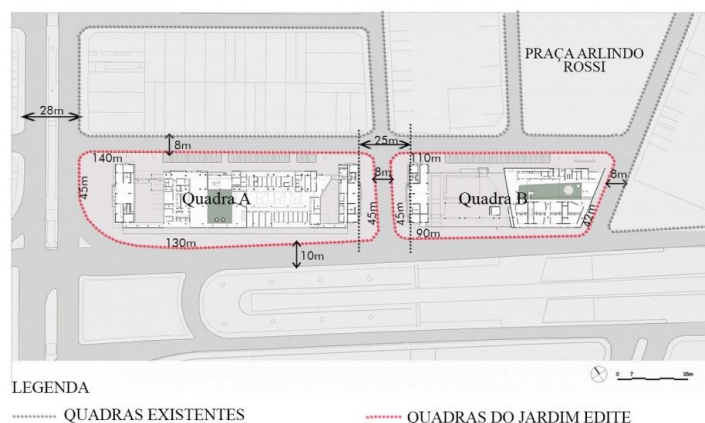 PRAÇA ARLINDO
ROSSI
28m
8m
25m
140m
110m
8m
8m
45m
Quadra A
45m
45m
Quadra B
42m
130m
90m
10m
0 7 35m
LEGENDA
QUADRAS EXISTENTES
QUADRAS DO JARDIM EDITE